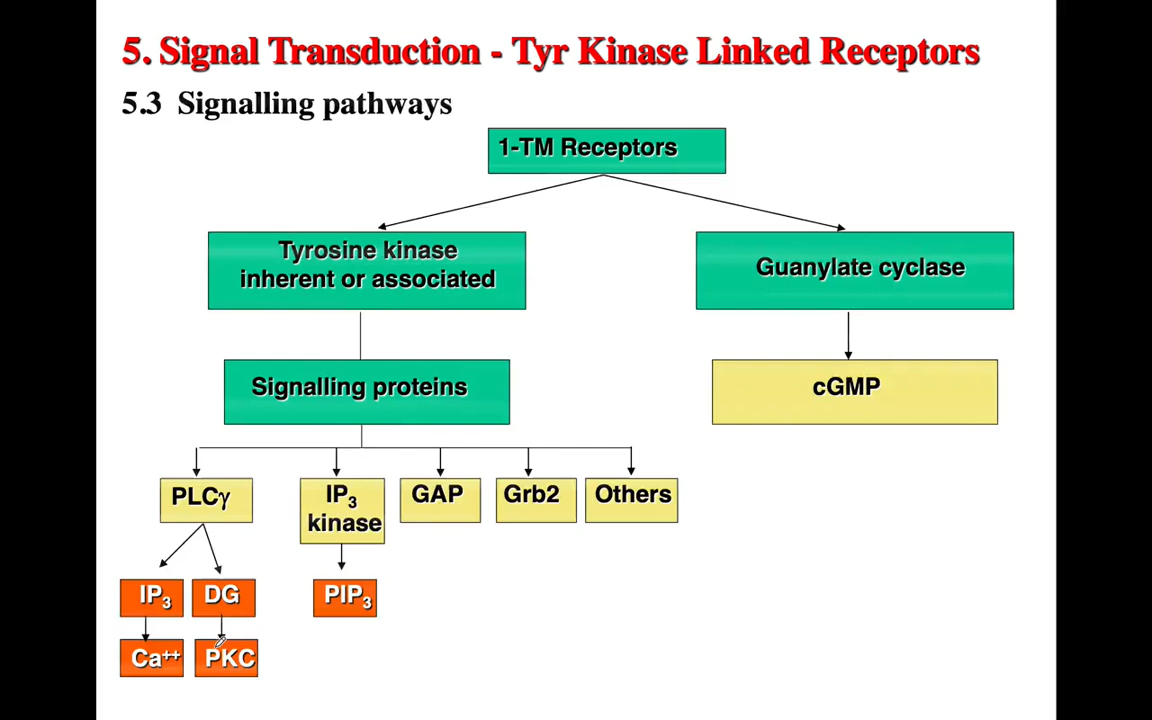 5. Signal Transduction - Tyr Kinase Linked Receptors
5.3 Signalling pathways
1-TM Receptors
Tyrosine kinase
inherent or associated
Guanylate cyclase
Signalling proteins
cGMP
PLCγ
IP₃
kinase
GAP
Grb2
Others
IP₃
DG
PIP₃
Ca⁺⁺
PKC